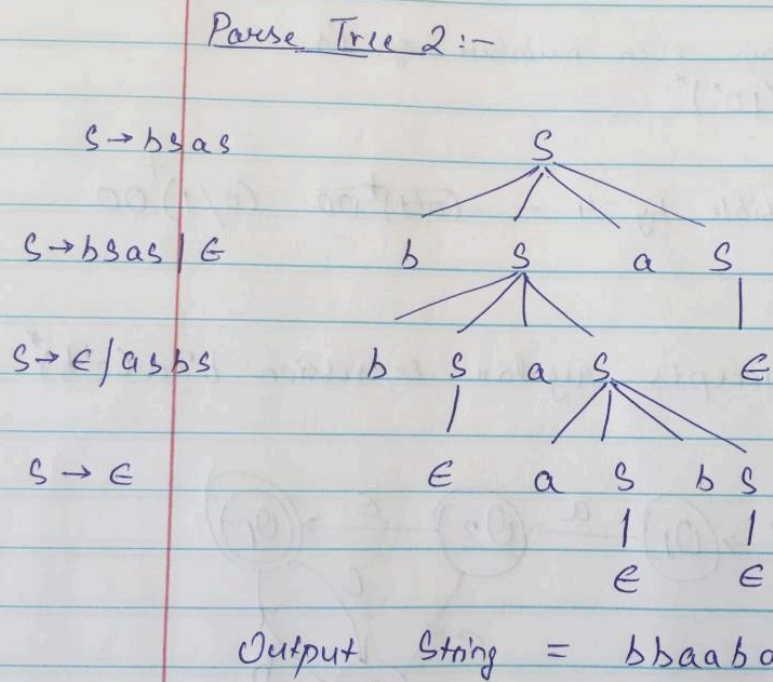 Parse Tree 2:-
S → bsas S
S → bsas | ϵ b S a S
S → ϵ/asbs b S a S ϵ
S → ϵ ϵ a S b S
ϵ ϵ
Output String = bbaaba